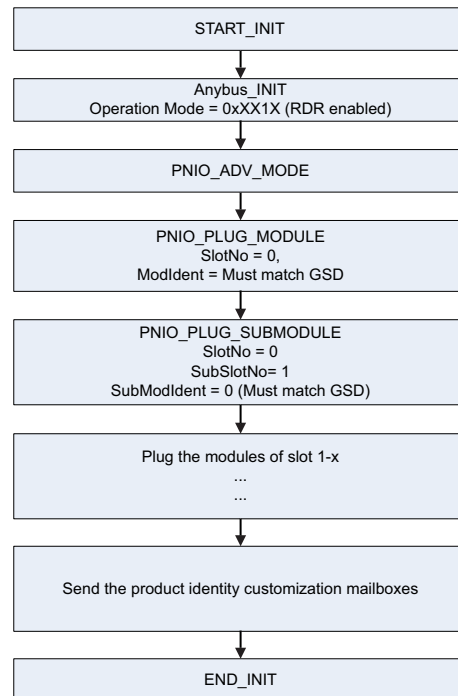 START_INIT
Anybus_INIT
Operation Mode = 0xXX1X (RDR enabled)
PNIO_ADV_MODE
PNIO_PLUG_MODULE
SlotNo = 0,
ModIdent = Must match GSD
PNIO_PLUG_SUBMODULE
SlotNo = 0
SubSlotNo= 1
SubModIdent = 0 (Must match GSD)
Plug the modules of slot 1-x
...
...
Send the product identity customization mailboxes
END_INIT